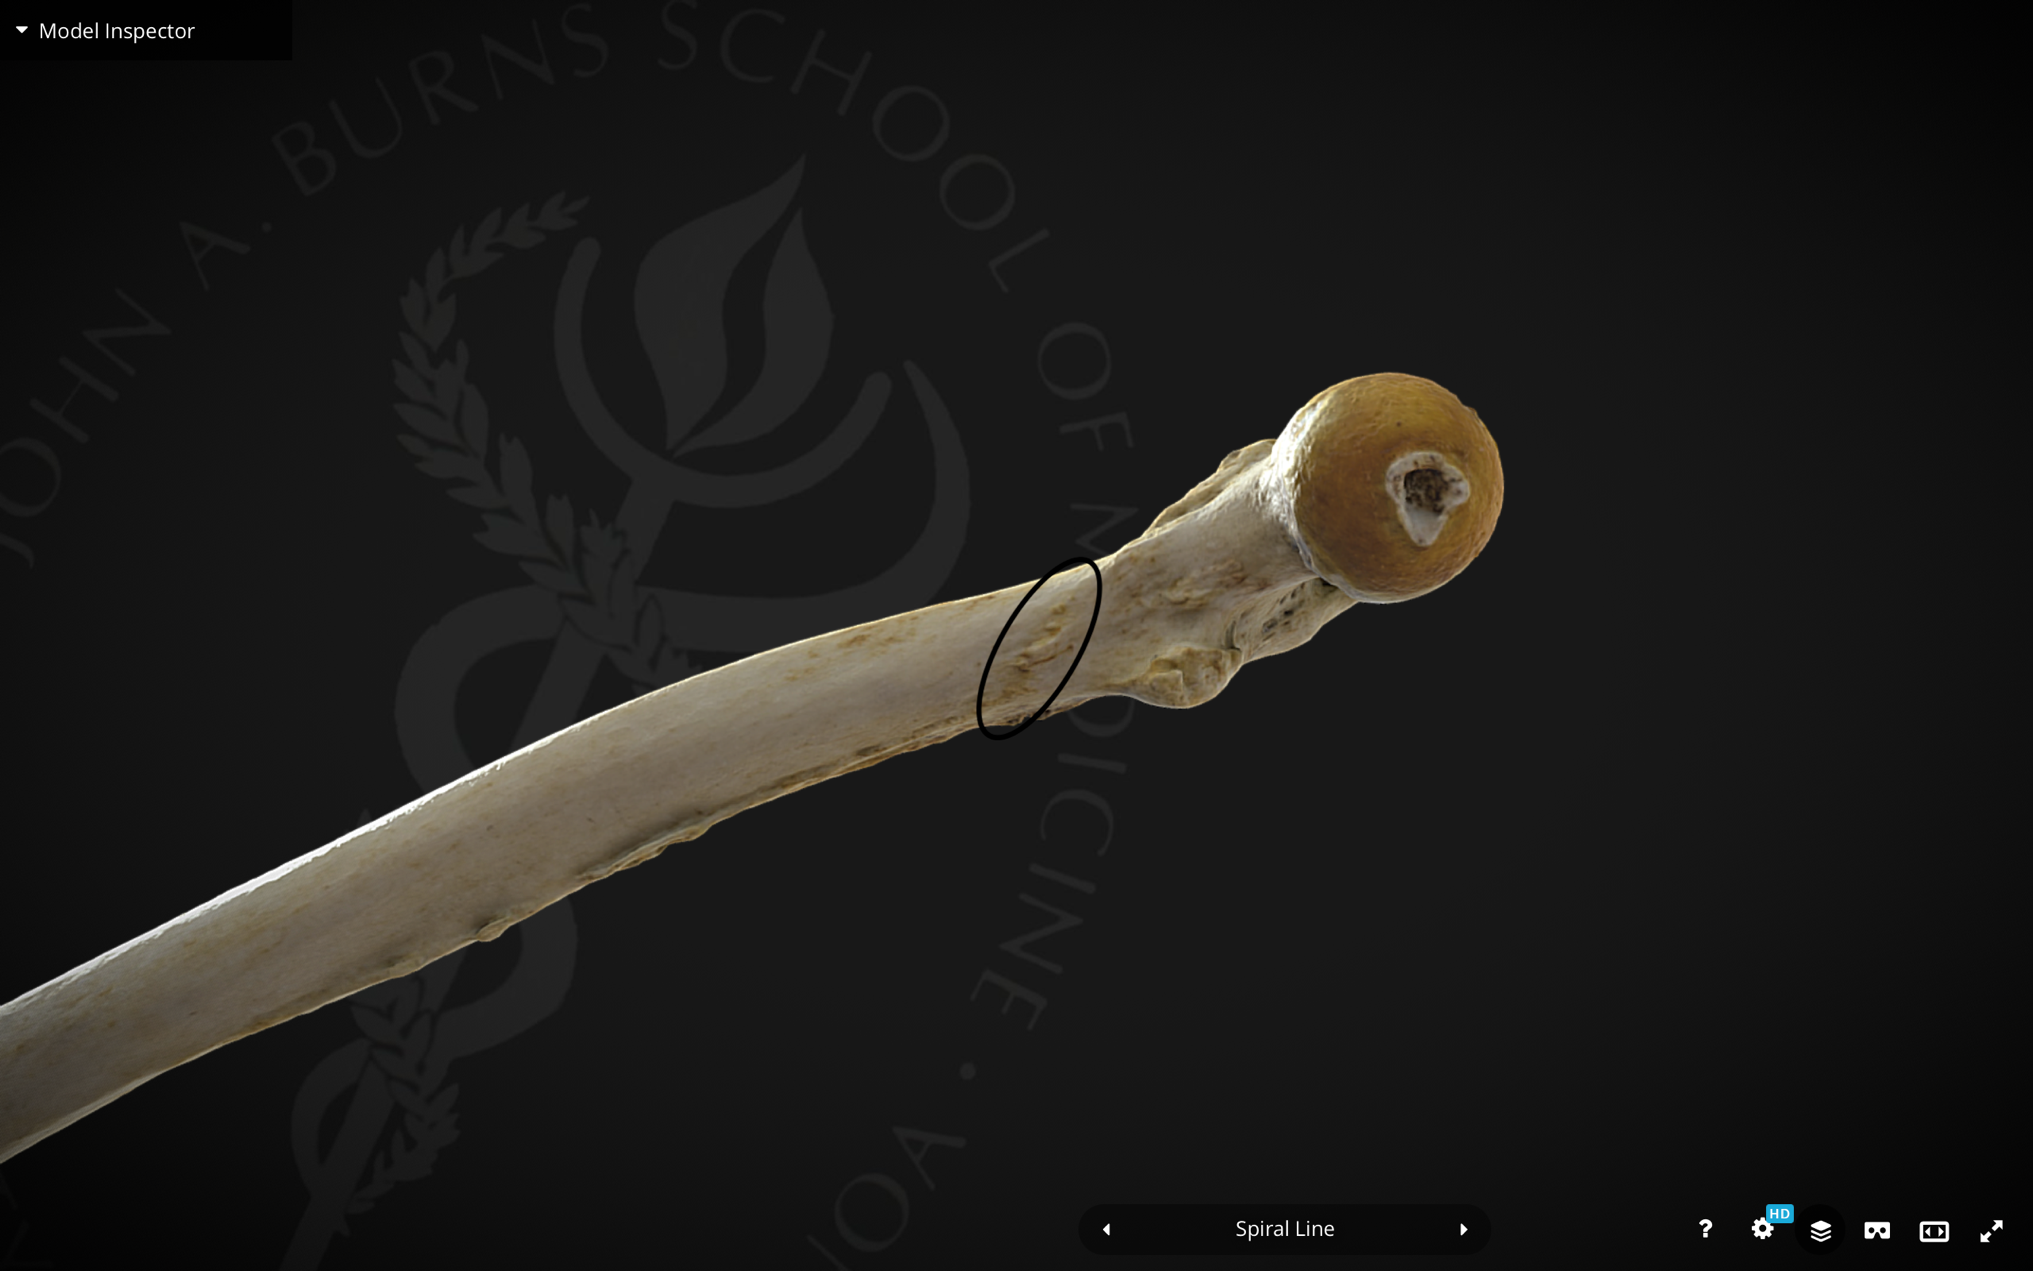 Model Inspector
JOHN A. BURNS SCHOOL OF MEDICINE
Spiral Line
?
HD